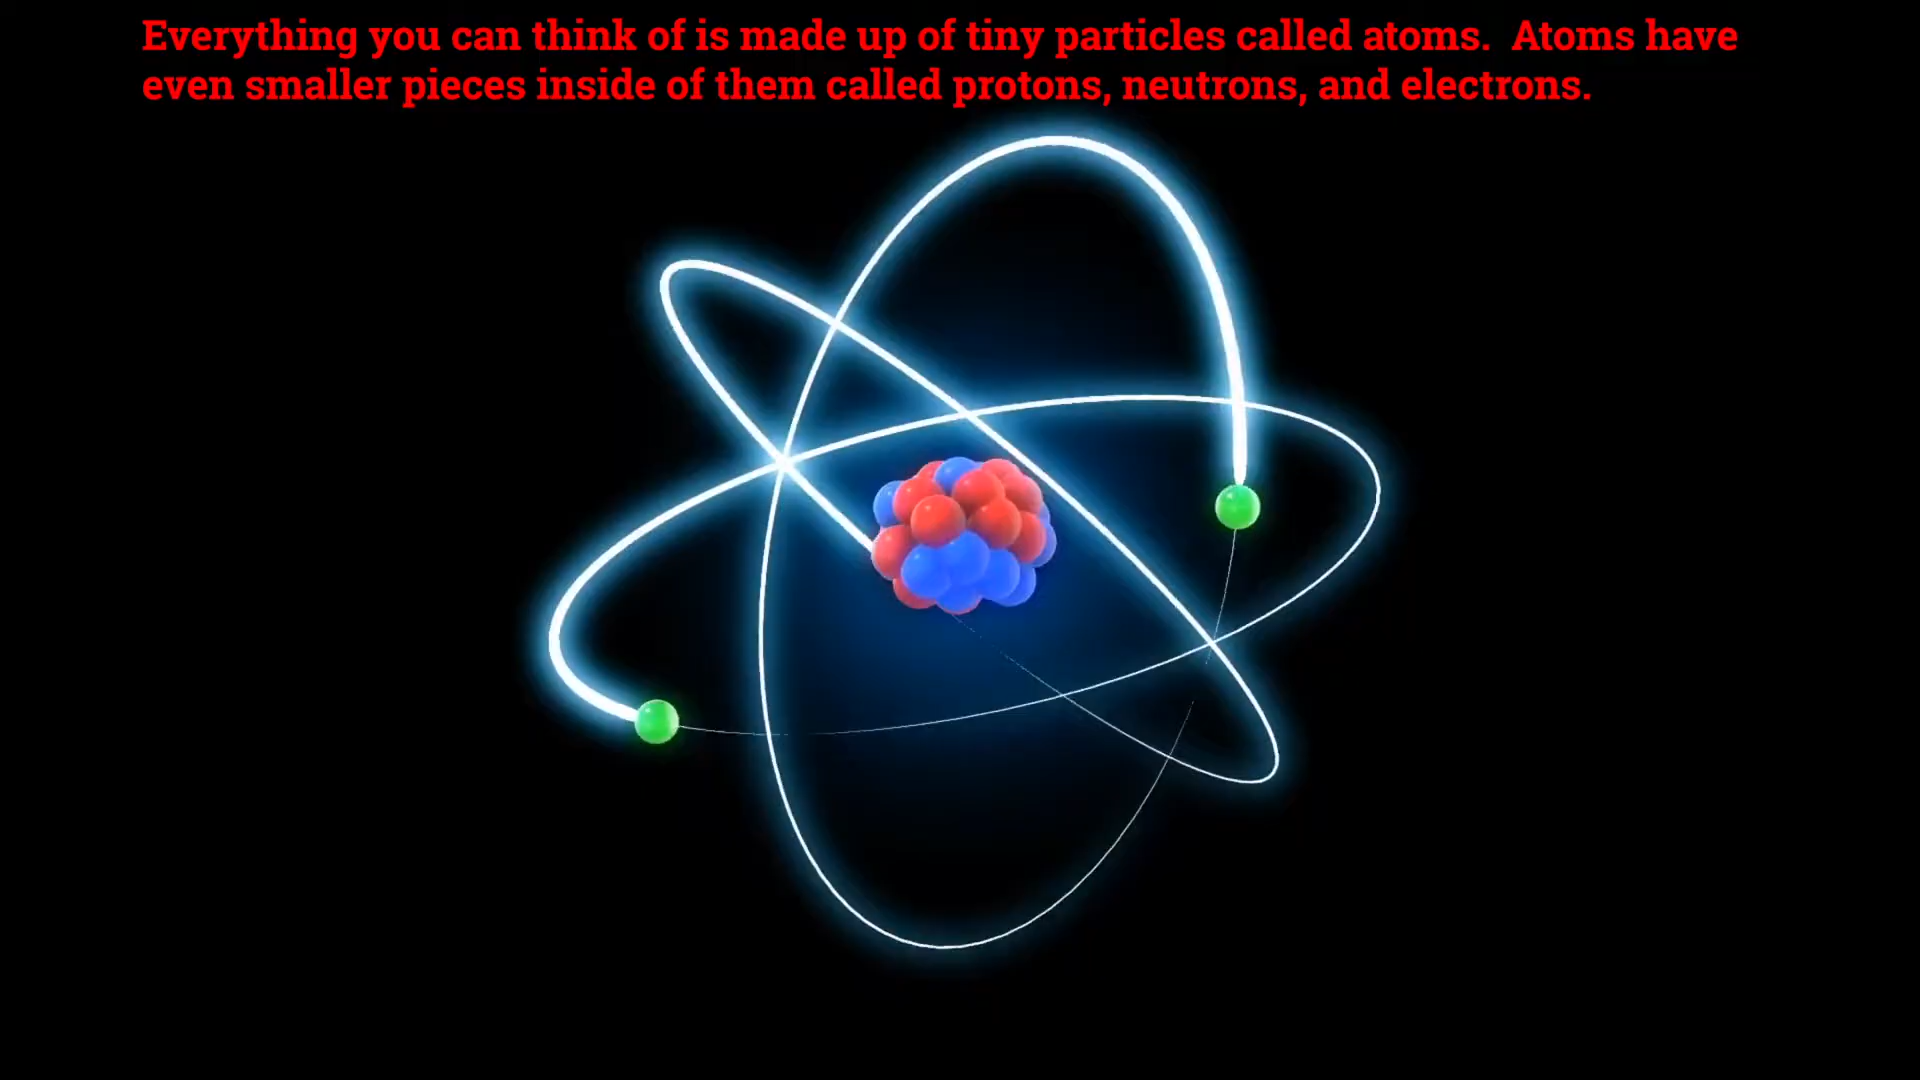 Everything you can think of is made up of tiny particles called atoms.  Atoms have
even smaller pieces inside of them called protons, neutrons, and electrons.